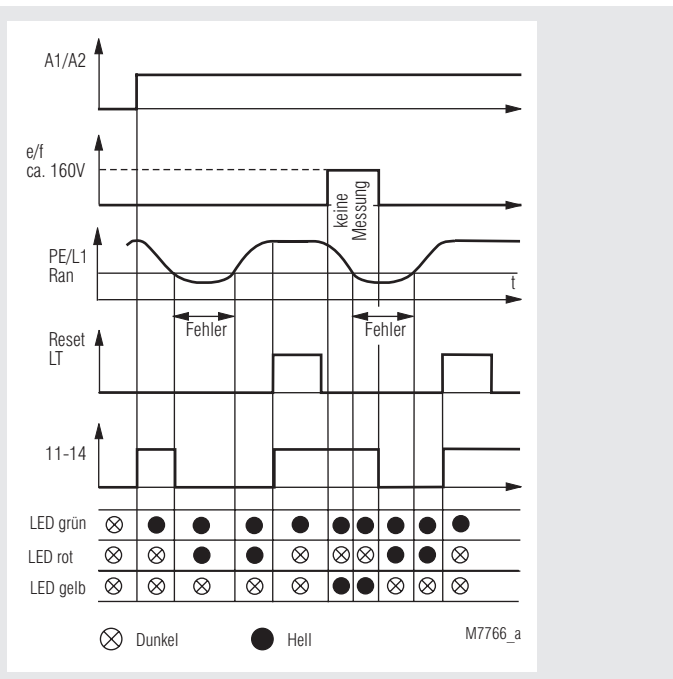 A1/A2
e/f
ca. 160V
keine
Messung
PE/L1
Ran
t
Fehler
Fehler
Reset
LT
11-14
LED grün
LED rot
LED gelb
Dunkel
Hell
M7766_a